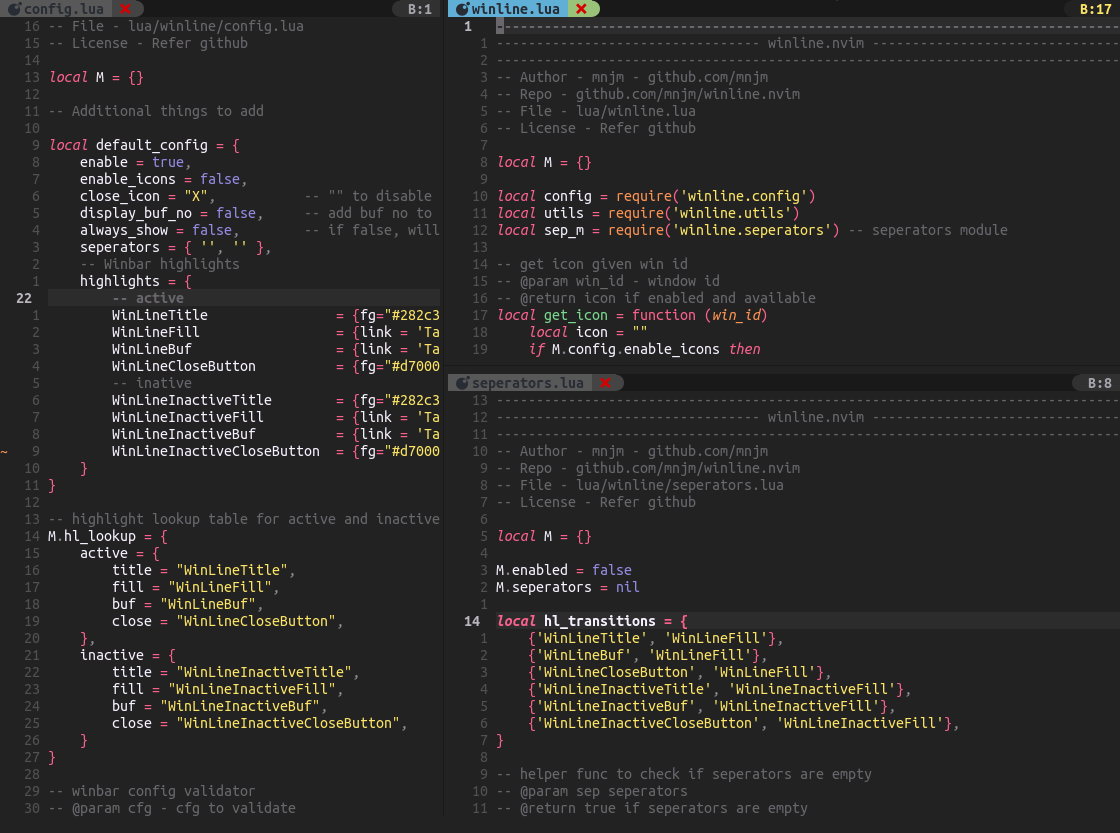 config.lua ✕ B:1
16 -- File - lua/winline/config.lua
15 -- License - Refer github
14
13 local M = {}
12
11 -- Additional things to add
10
9 local default_config = {
8     enable = true,
7     enable_icons = false,
6     close_icon = "X",           -- "" to disable
5     display_buf_no = false,     -- add buf no to
4     always_show = false,        -- if false, will
3     seperators = { '', '' },
2     -- Winbar highlights
1     highlights = {
22         -- active
1         WinLineTitle                = {fg="#282c3
2         WinLineFill                 = {link = 'Ta
3         WinLineBuf                  = {link = 'Ta
4         WinLineCloseButton          = {fg="#d7000
5         -- inative
6         WinLineInactiveTitle        = {fg="#282c3
7         WinLineInactiveFill         = {link = 'Ta
8         WinLineInactiveBuf          = {link = 'Ta
~ 9         WinLineInactiveCloseButton  = {fg="#d7000
10     }
11 }
12
13 -- highlight lookup table for active and inactive
14 M.hl_lookup = {
15     active = {
16         title = "WinLineTitle",
17         fill = "WinLineFill",
18         buf = "WinLineBuf",
19         close = "WinLineCloseButton",
20     },
21     inactive = {
22         title = "WinLineInactiveTitle",
23         fill = "WinLineInactiveFill",
24         buf = "WinLineInactiveBuf",
25         close = "WinLineInactiveCloseButton",
26     }
27 }
28
29 -- winbar config validator
30 -- @param cfg - cfg to validate
winline.lua ✕ B:17
1 ------------------------------------------------------------------------------
1 --------------------------------- winline.nvim -------------------------------
2 ------------------------------------------------------------------------------
3 -- Author - mnjm - github.com/mnjm
4 -- Repo - github.com/mnjm/winline.nvim
5 -- File - lua/winline.lua
6 -- License - Refer github
7
8 local M = {}
9
10 local config = require('winline.config')
11 local utils = require('winline.utils')
12 local sep_m = require('winline.seperators') -- seperators module
13
14 -- get icon given win id
15 -- @param win_id - window id
16 -- @return icon if enabled and available
17 local get_icon = function (win_id)
18     local icon = ""
19     if M.config.enable_icons then
seperators.lua ✕ B:8
13 ------------------------------------------------------------------------------
12 --------------------------------- winline.nvim -------------------------------
11 ------------------------------------------------------------------------------
10 -- Author - mnjm - github.com/mnjm
9 -- Repo - github.com/mnjm/winline.nvim
8 -- File - lua/winline/seperators.lua
7 -- License - Refer github
6
5 local M = {}
4
3 M.enabled = false
2 M.seperators = nil
1
14 local hl_transitions = {
1     {'WinLineTitle', 'WinLineFill'},
2     {'WinLineBuf', 'WinLineFill'},
3     {'WinLineCloseButton', 'WinLineFill'},
4     {'WinLineInactiveTitle', 'WinLineInactiveFill'},
5     {'WinLineInactiveBuf', 'WinLineInactiveFill'},
6     {'WinLineInactiveCloseButton', 'WinLineInactiveFill'},
7 }
8
9 -- helper func to check if seperators are empty
10 -- @param sep seperators
11 -- @return true if seperators are empty